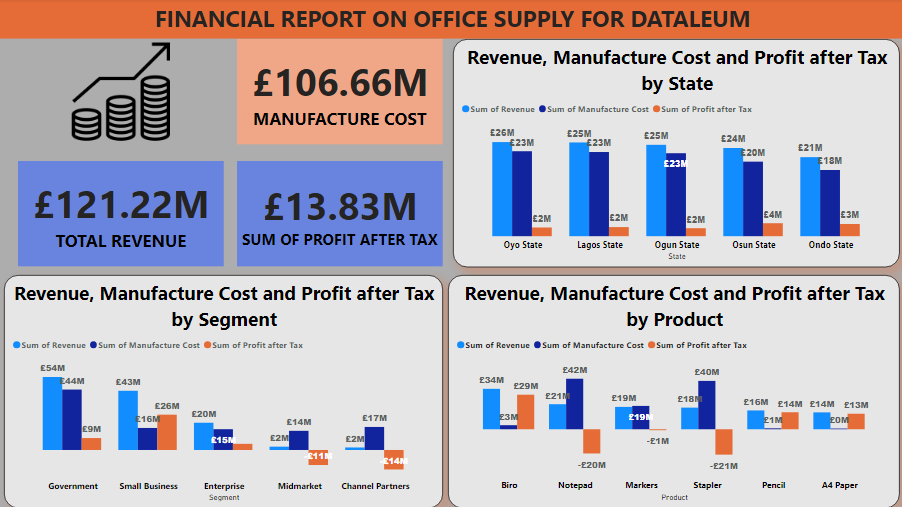 FINANCIAL REPORT ON OFFICE SUPPLY FOR DATALEUM
£106.66M
MANUFACTURE COST
£121.22M
TOTAL REVENUE
£13.83M
SUM OF PROFIT AFTER TAX
Revenue, Manufacture Cost and Profit after Tax
by State
Sum of Revenue Sum of Manufacture Cost Sum of Profit after Tax
£26M £23M £2M
£25M £23M £2M
£25M £23M £2M
£24M £20M £4M
£21M £18M £3M
Oyo State Lagos State Ogun State Osun State Ondo State
State
Revenue, Manufacture Cost and Profit after Tax
by Segment
Sum of Revenue Sum of Manufacture Cost Sum of Profit after Tax
£54M £44M £9M
£43M £16M £26M
£20M £15M
£2M £14M -£11M
£2M £17M -£14M
Government Small Business Enterprise Midmarket Channel Partners
Segment
Revenue, Manufacture Cost and Profit after Tax
by Product
Sum of Revenue Sum of Manufacture Cost Sum of Profit after Tax
£34M £3M £29M
£21M £42M -£20M
£19M £19M -£1M
£18M £40M -£21M
£16M £1M £14M
£14M £0M £13M
Biro Notepad Markers Stapler Pencil A4 Paper
Product